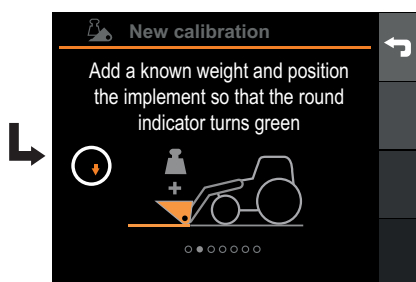 New calibration
Add a known weight and position
the implement so that the round
indicator turns green